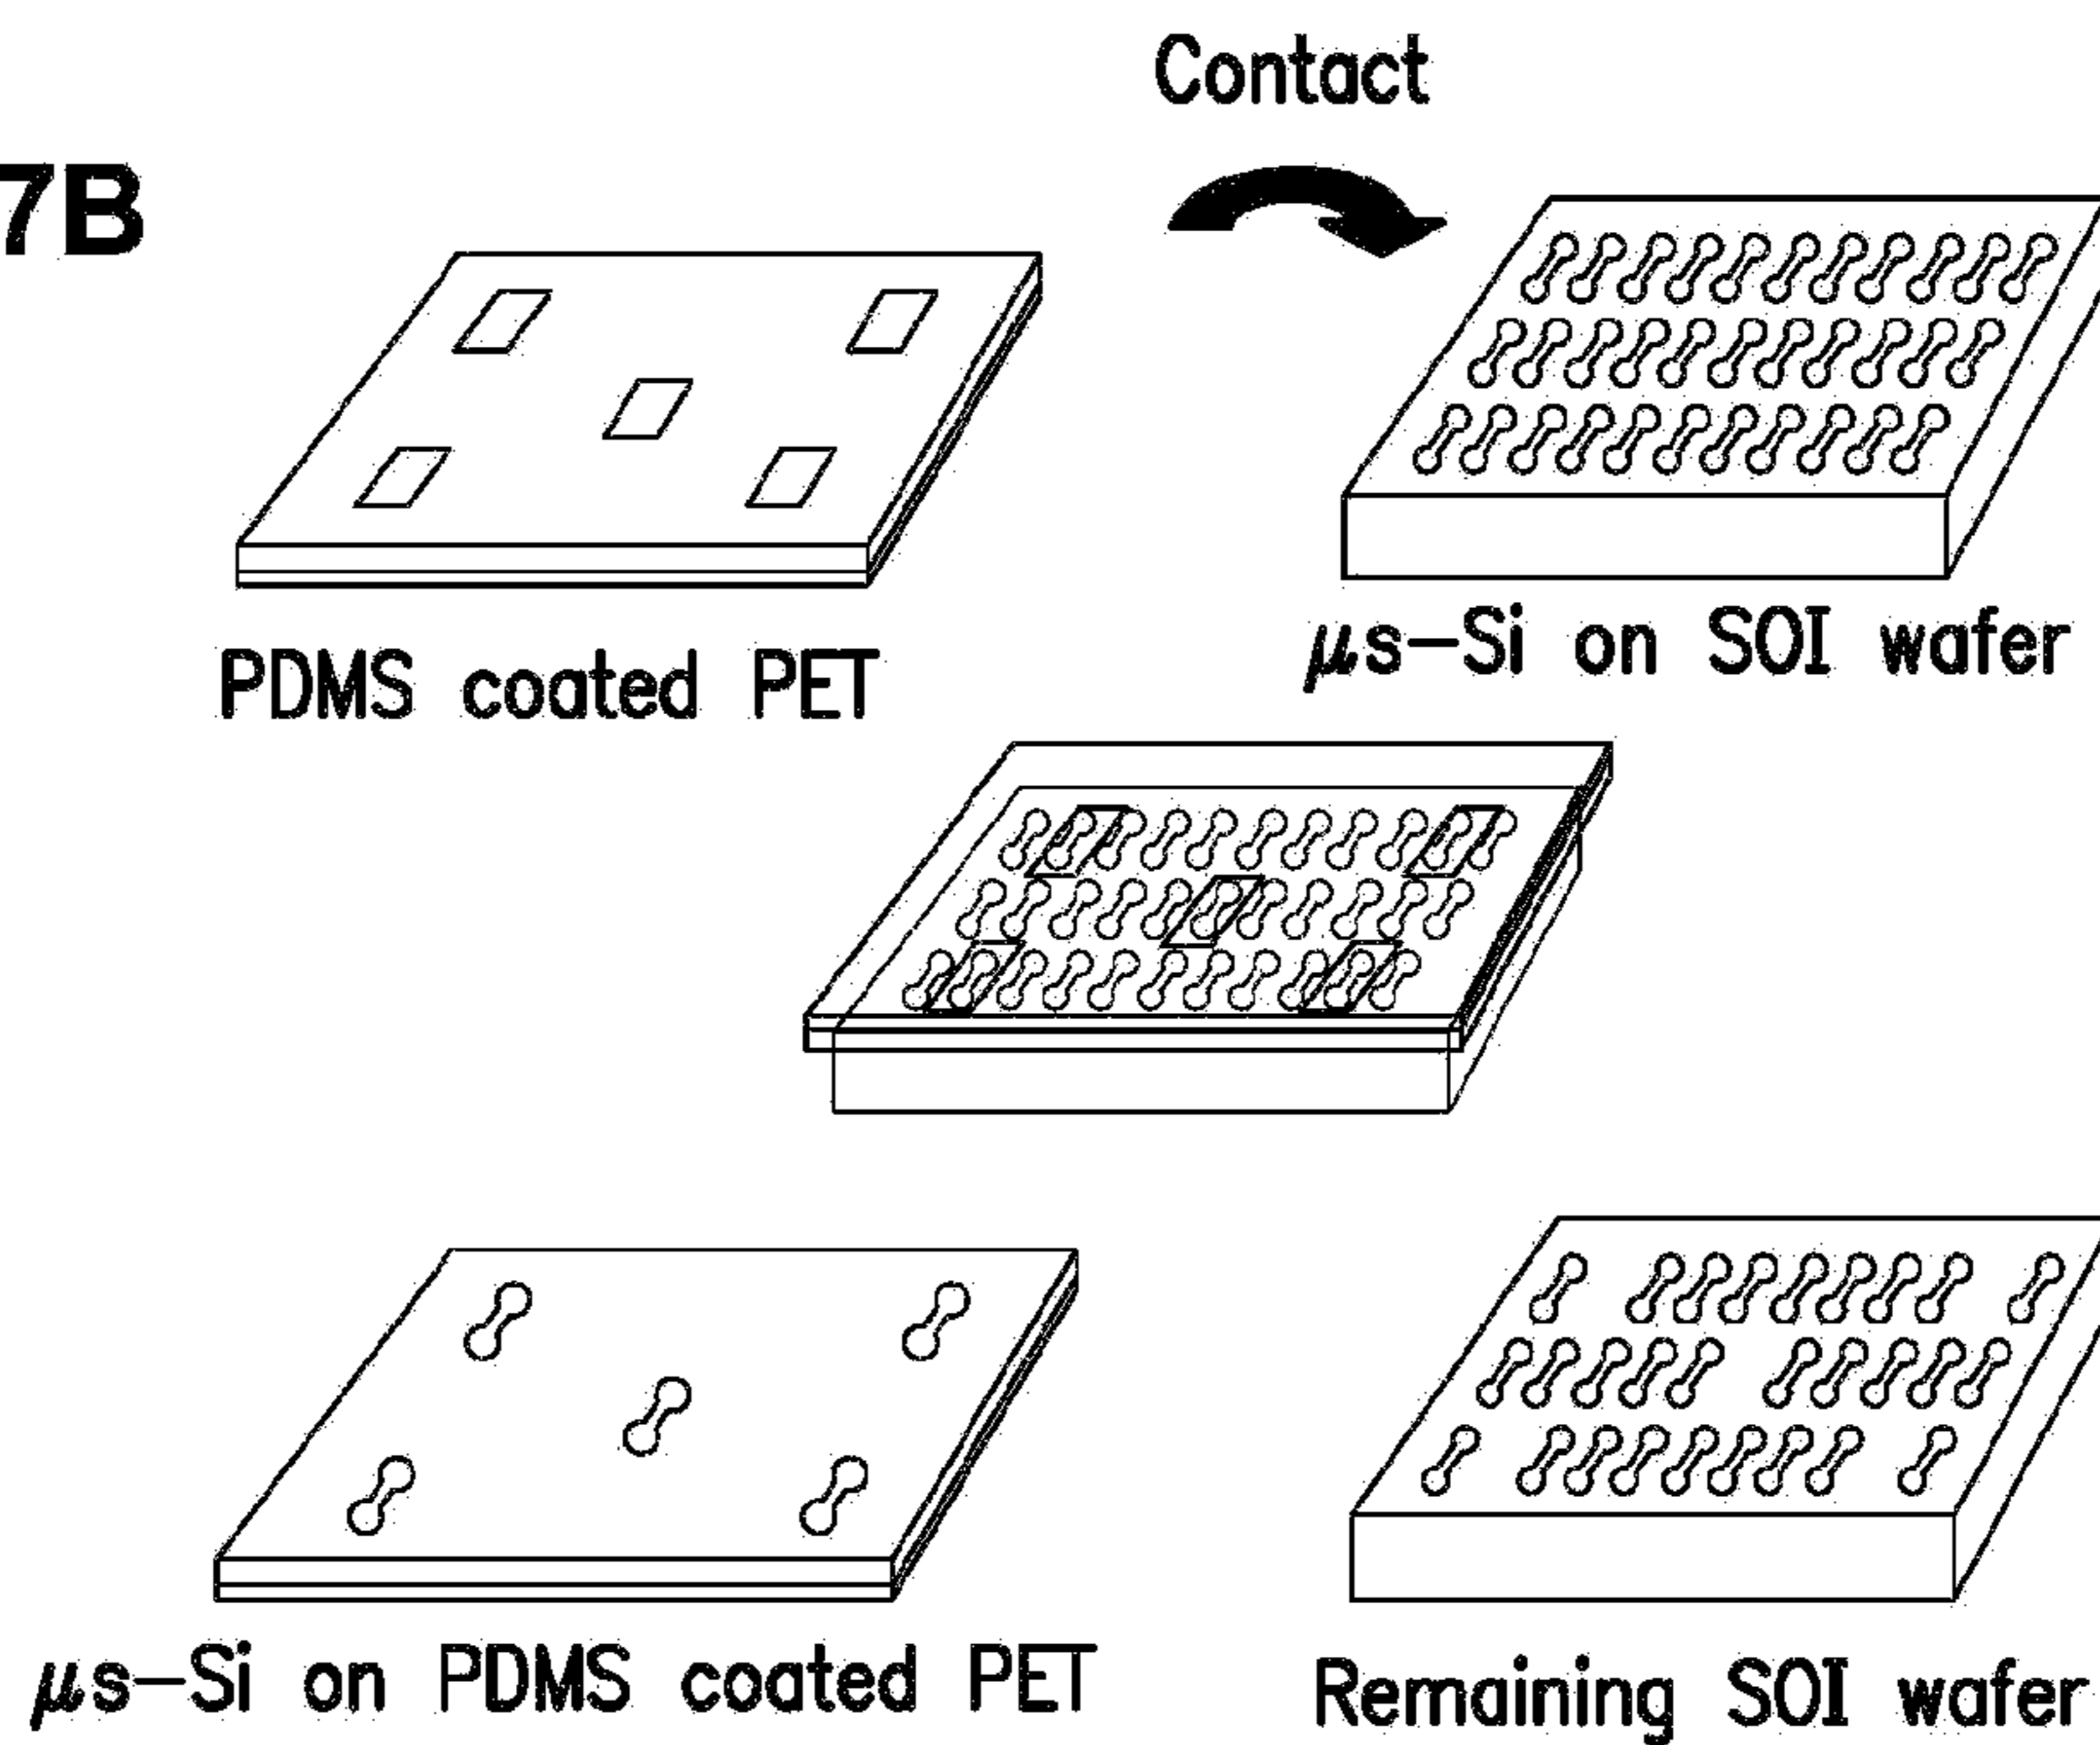 Contact
7B
PDMS coated PET
μs-Si on SOI wafer
μs-Si on PDMS coated PET
Remaining SOI wafer